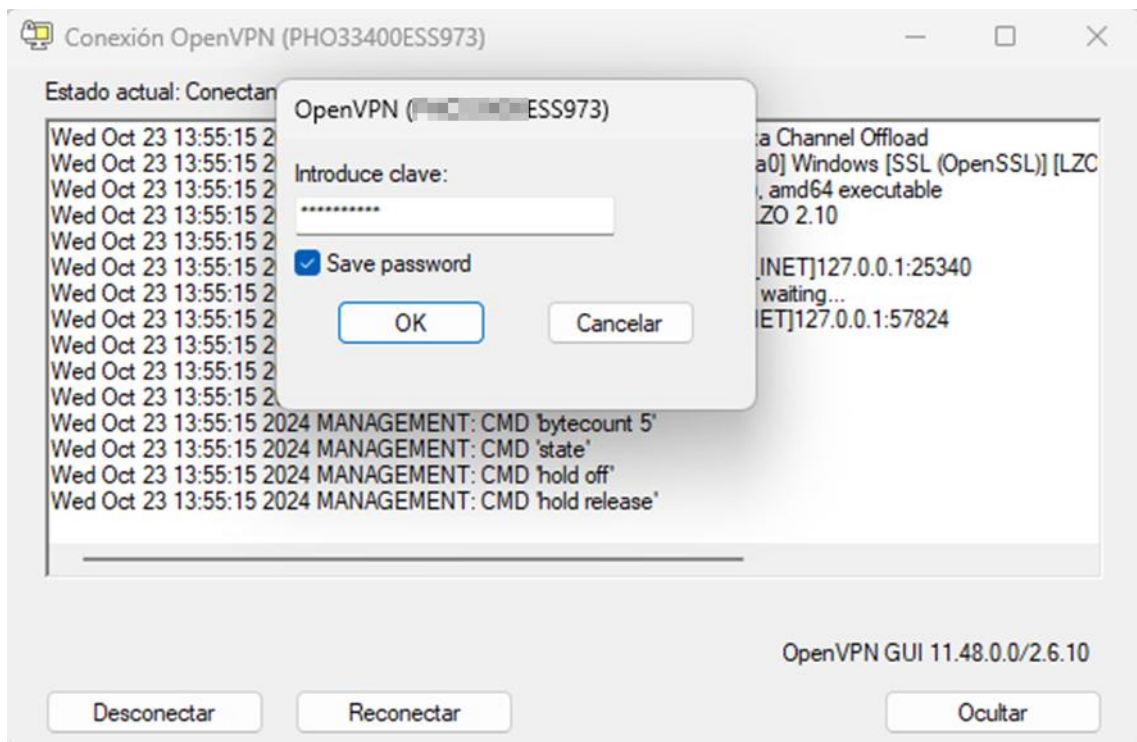 Conexión OpenVPN (PHO33400ESS973)
Estado actual: Conectan
OpenVPN ( ESS973)
Introduce clave:
**********
Save password
OK
Cancelar
Wed Oct 23 13:55:15 2 ta Channel Offload
Wed Oct 23 13:55:15 2 a0] Windows [SSL (OpenSSL)] [LZO
Wed Oct 23 13:55:15 2 , amd64 executable
Wed Oct 23 13:55:15 2 LZO 2.10
Wed Oct 23 13:55:15 2
Wed Oct 23 13:55:15 2 _INET]127.0.0.1:25340
Wed Oct 23 13:55:15 2 waiting...
Wed Oct 23 13:55:15 2 ET]127.0.0.1:57824
Wed Oct 23 13:55:15 2
Wed Oct 23 13:55:15 2
Wed Oct 23 13:55:15 2
Wed Oct 23 13:55:15 2024 MANAGEMENT: CMD 'bytecount 5'
Wed Oct 23 13:55:15 2024 MANAGEMENT: CMD 'state'
Wed Oct 23 13:55:15 2024 MANAGEMENT: CMD 'hold off'
Wed Oct 23 13:55:15 2024 MANAGEMENT: CMD 'hold release'
OpenVPN GUI 11.48.0.0/2.6.10
Desconectar
Reconectar
Ocultar